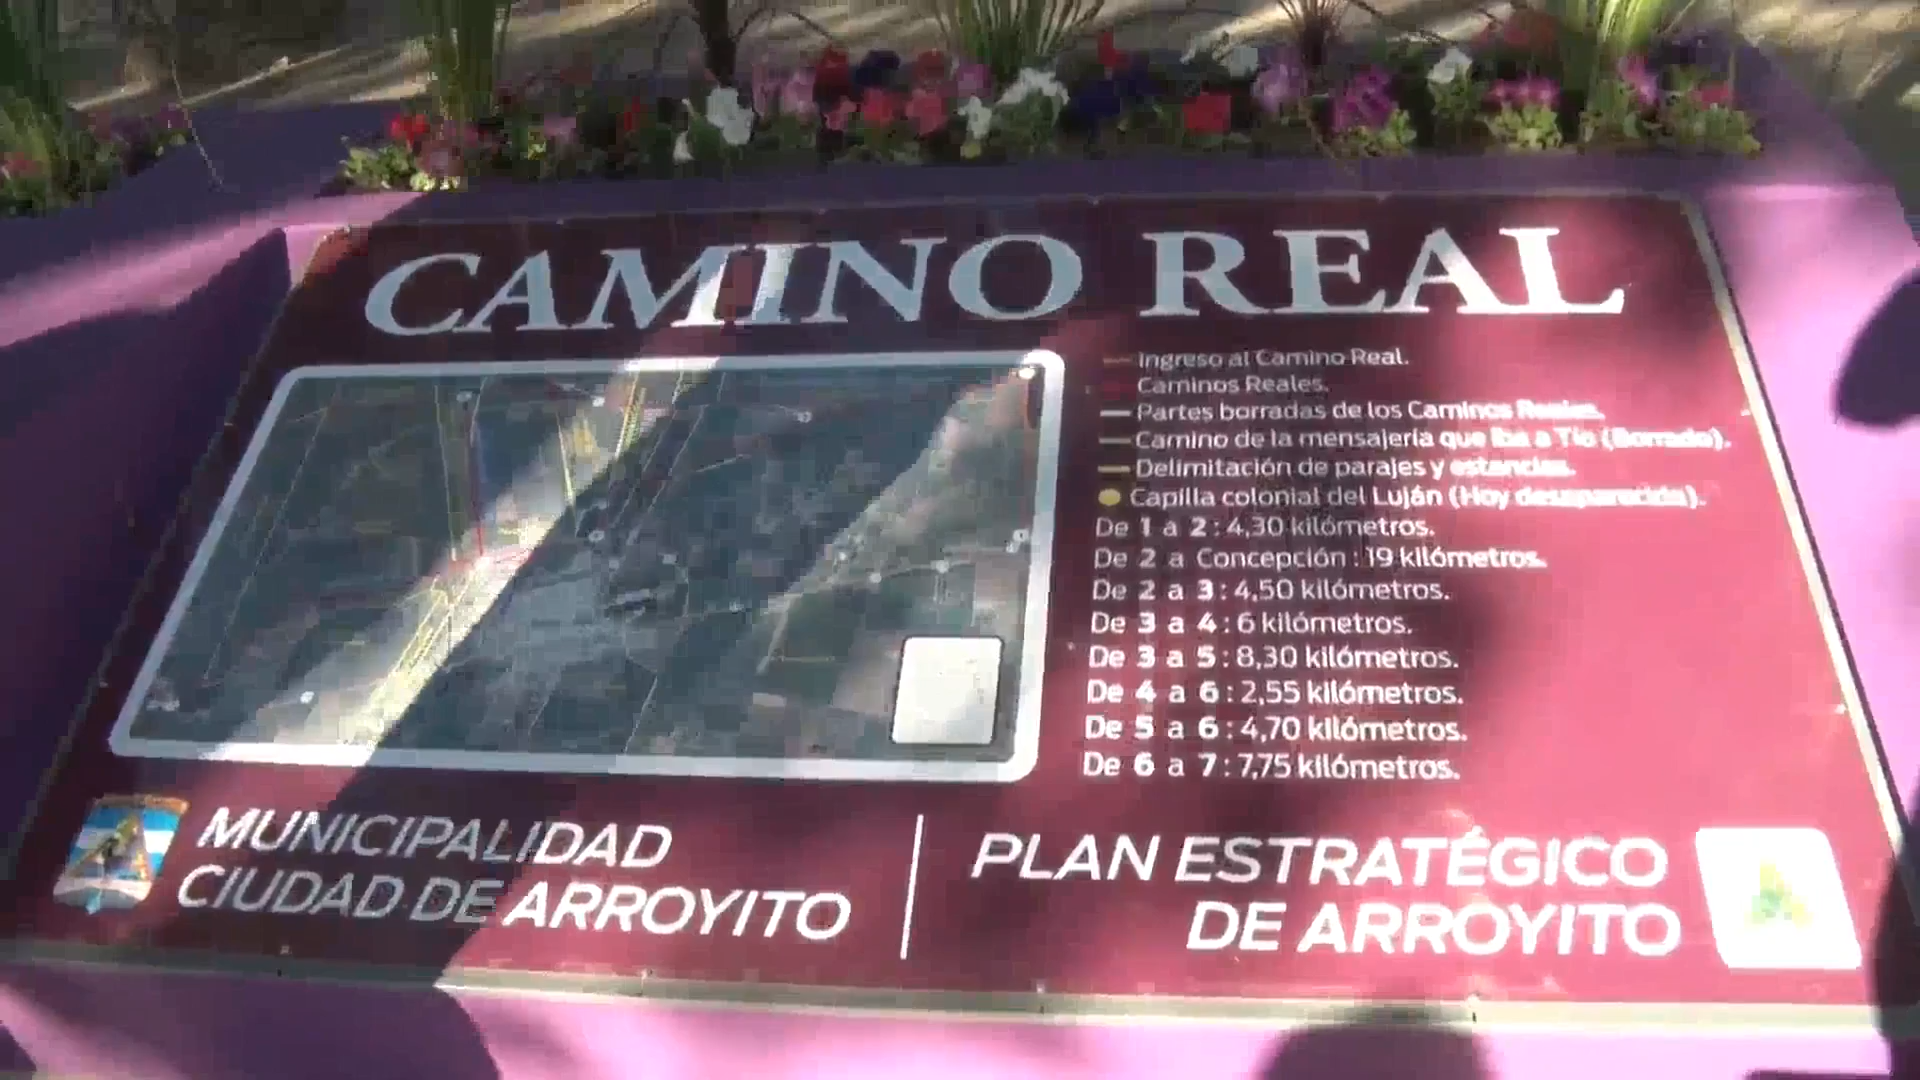 CAMINO REAL
Ingreso al Camino Real.
Caminos Reales.
Partes borradas de los Caminos Reales.
Camino de la mensajería que iba a Tío (Borrado).
Delimitación de parajes y estancias.
Capilla colonial del Luján (Hoy desaparecida).
De 1 a 2: 4,30 kilómetros.
De 2 a Concepción: 19 kilómetros.
De 2 a 3: 4,50 kilómetros.
De 3 a 4: 6 kilómetros.
De 3 a 5: 8,30 kilómetros.
De 4 a 6: 2,55 kilómetros.
De 5 a 6: 4,70 kilómetros.
De 6 a 7: 7,75 kilómetros.
MUNICIPALIDAD
CIUDAD DE ARROYITO
PLAN ESTRATÉGICO
DE ARROYITO